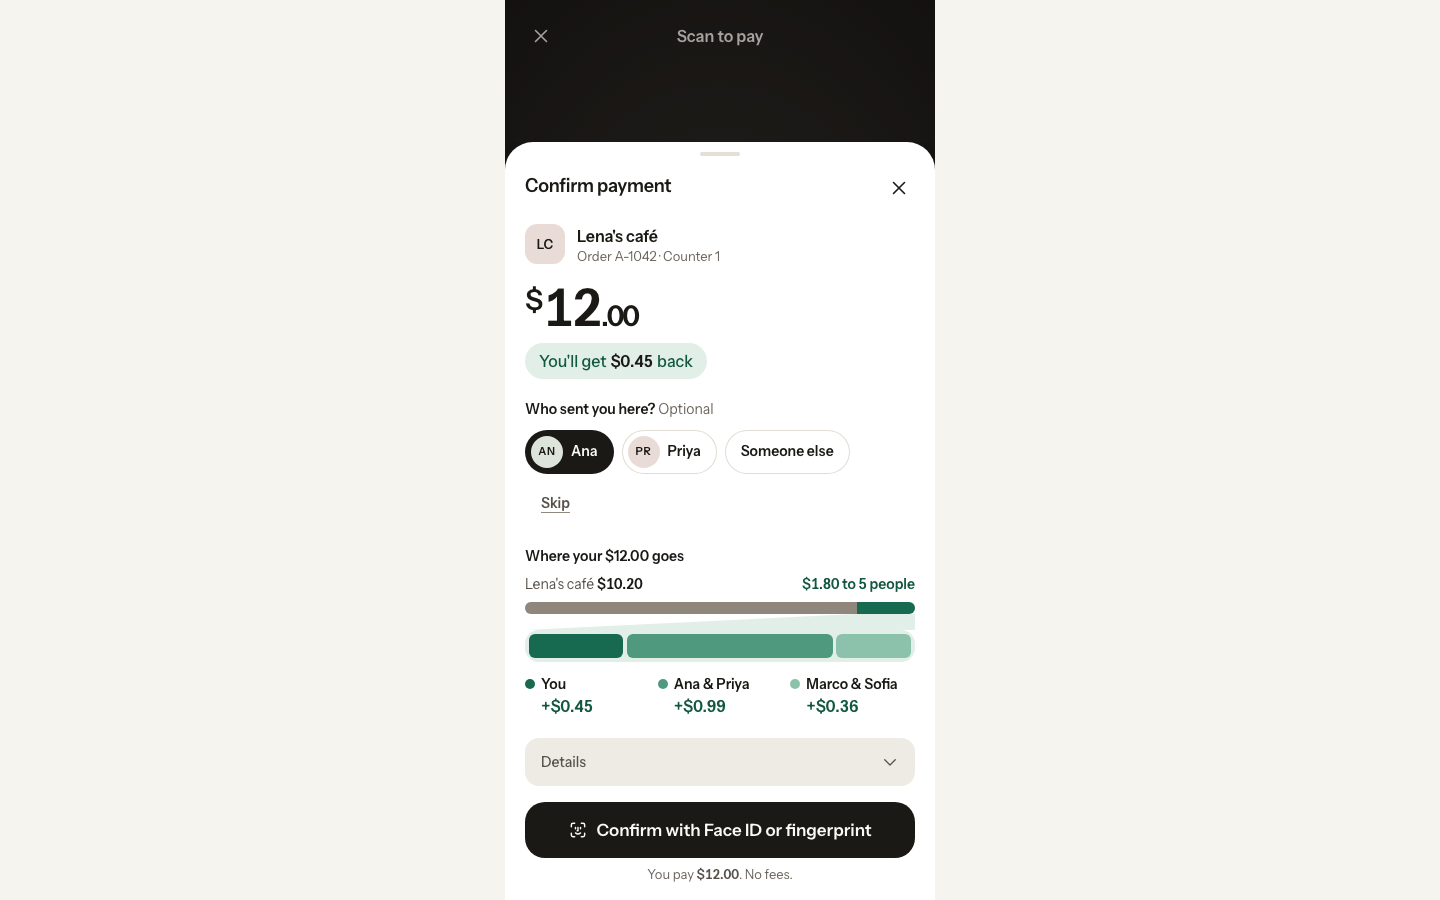 Scan to pay
Confirm payment
LC
Lena's café
Order A-1042 · Counter 1
$12.00
You'll get $0.45 back
Who sent you here? Optional
AN Ana
PR Priya
Someone else
Skip
Where your $12.00 goes
Lena's café $10.20
$1.80 to 5 people
You
+$0.45
Ana & Priya
+$0.99
Marco & Sofia
+$0.36
Details
Confirm with Face ID or fingerprint
You pay $12.00. No fees.